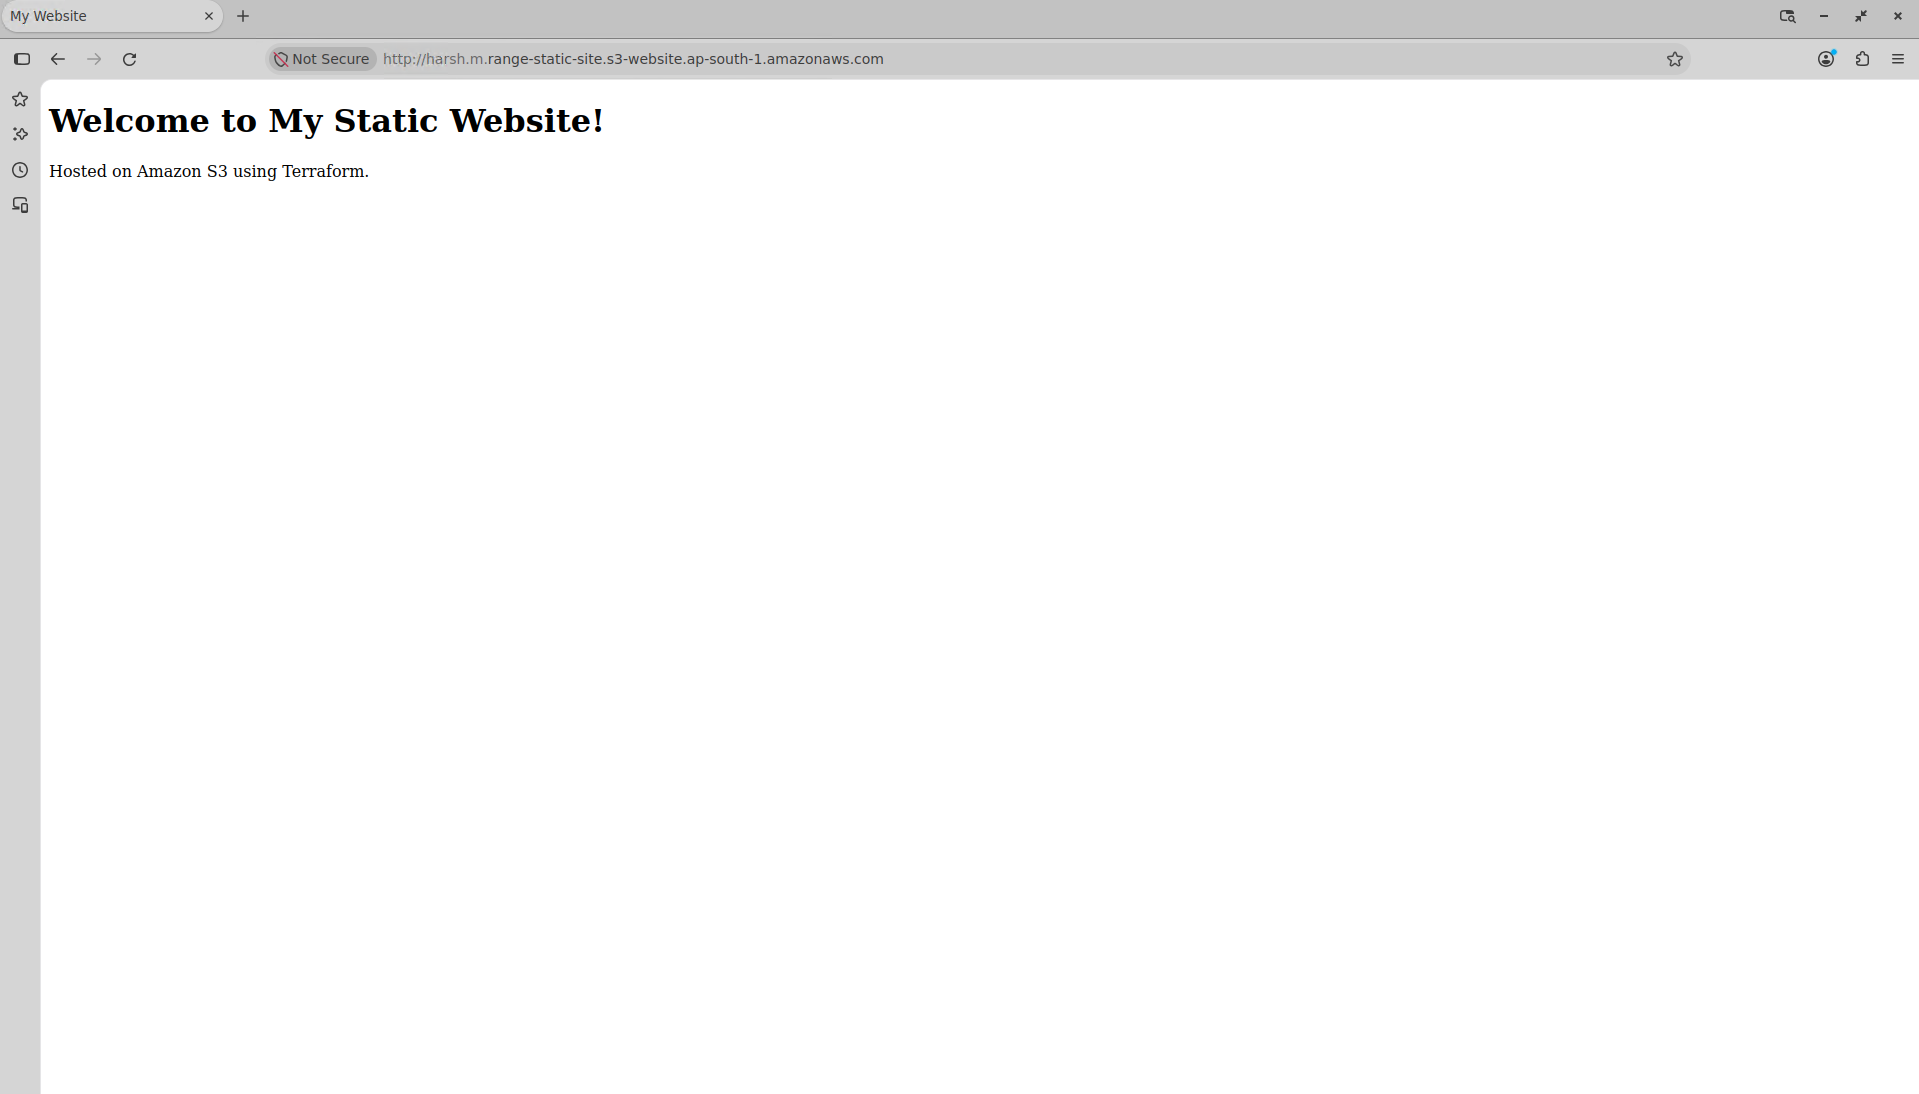 My Website
Not Secure http://harsh.m.range-static-site.s3-website.ap-south-1.amazonaws.com
Welcome to My Static Website!
Hosted on Amazon S3 using Terraform.